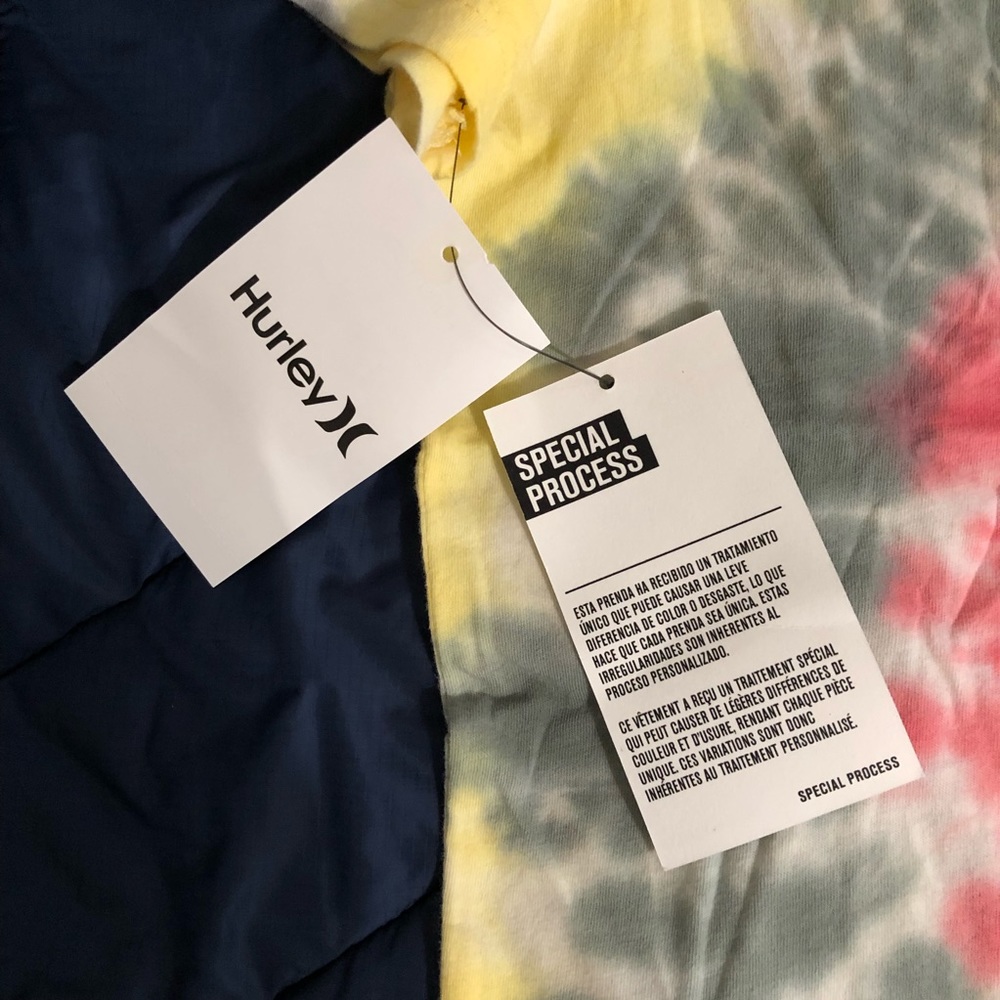 Hurley
SPECIAL
PROCESS
ESTA PRENDA HA RECIBIDO UN TRATAMIENTO
ÚNICO QUE PUEDE CAUSAR UNA LEVE
DIFERENCIA DE COLOR O DESGASTE, LO QUE
HACE QUE CADA PRENDA SEA ÚNICA. ESTAS
IRREGULARIDADES SON INHERENTES AL
PROCESO PERSONALIZADO.
CE VÊTEMENT A REÇU UN TRAITEMENT SPÉCIAL
QUI PEUT CAUSER DE LÉGÈRES DIFFÉRENCES DE
COULEUR ET D'USURE, RENDANT CHAQUE PIÈCE
UNIQUE. CES VARIATIONS SONT DONC
INHÉRENTES AU TRAITEMENT PERSONNALISÉ.
SPECIAL PROCESS